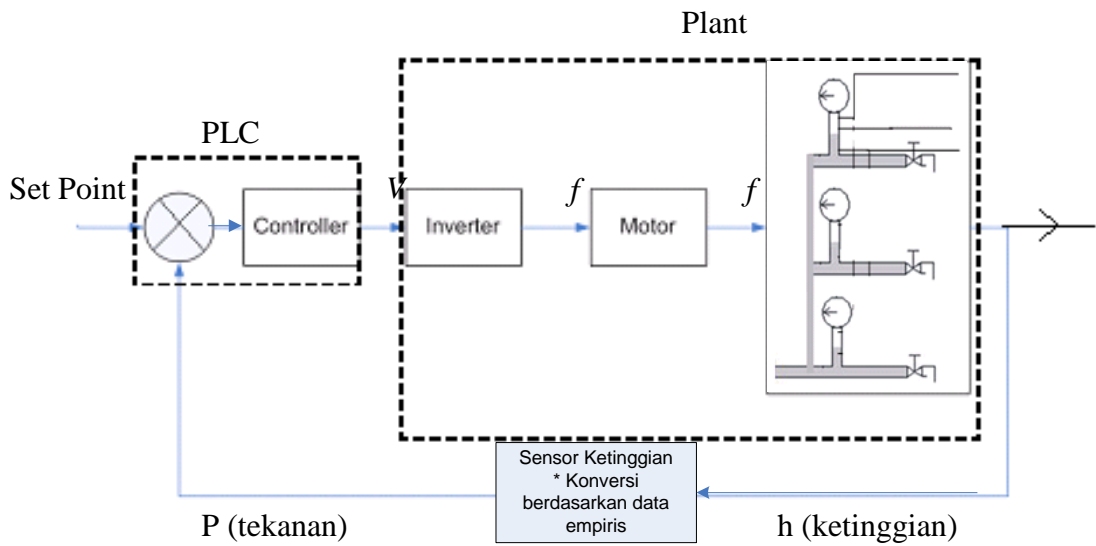 Plant
PLC
Set Point
Controller
V
Inverter
f
Motor
f
Sensor Ketinggian
* Konversi
berdasarkan data
empiris
P (tekanan)
h (ketinggian)